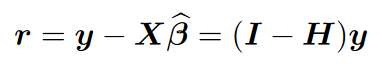 r = y − Xβ̂ = (I − H)y